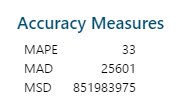 Accuracy Measures
MAPE 33
MAD 25601
MSD 851983975